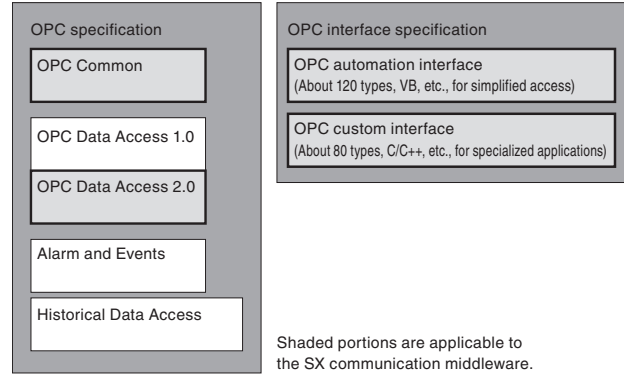 OPC specification
OPC Common
OPC Data Access 1.0
OPC Data Access 2.0
Alarm and Events
Historical Data Access
OPC interface specification
OPC automation interface
(About 120 types, VB, etc., for simplified access)
OPC custom interface
(About 80 types, C/C++, etc., for specialized applications)
Shaded portions are applicable to
the SX communication middleware.